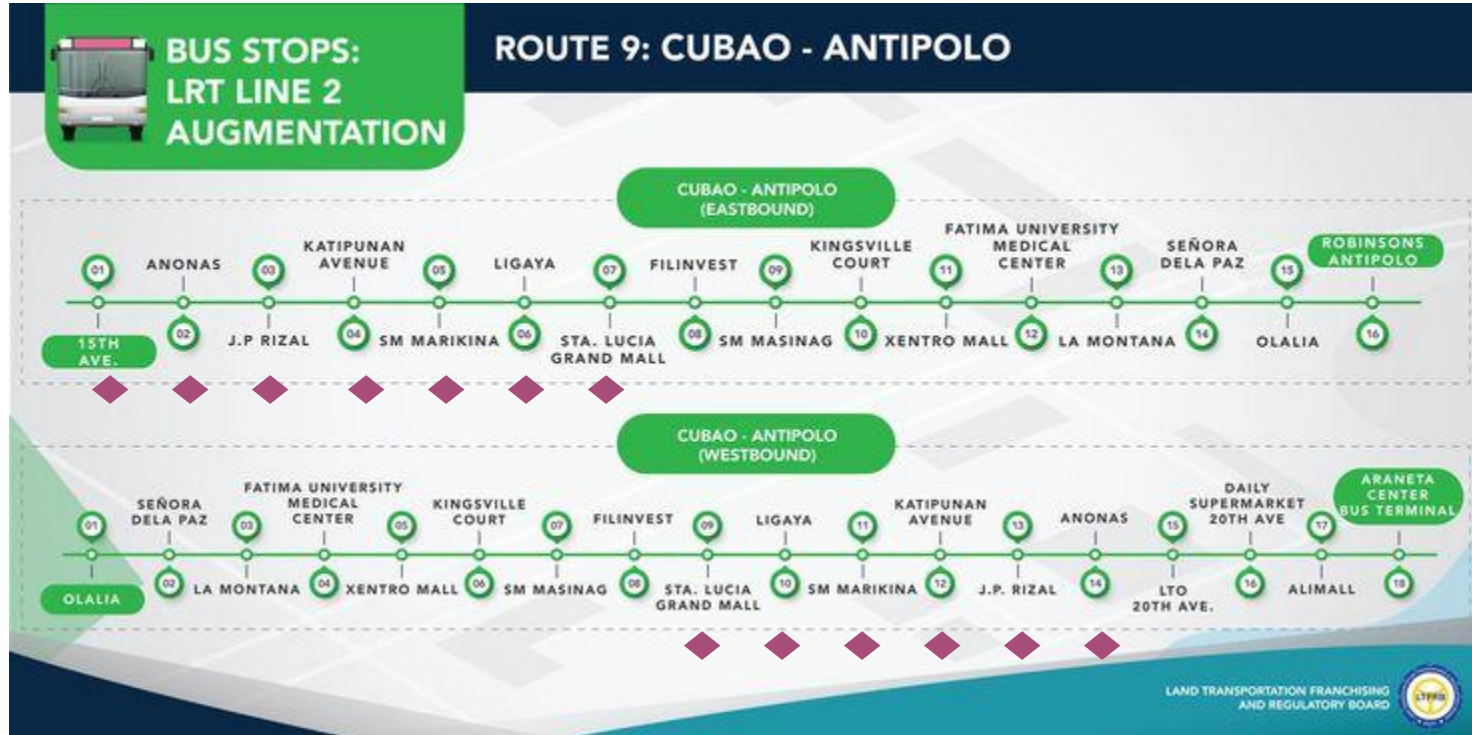 BUS STOPS:
LRT LINE 2
AUGMENTATION
ROUTE 9: CUBAO - ANTIPOLO
CUBAO - ANTIPOLO
(EASTBOUND)
01
15TH
AVE.
ANONAS
02
03
J.P RIZAL
KATIPUNAN
AVENUE
04
05
SM MARIKINA
LIGAYA
06
07
STA. LUCIA
GRAND MALL
FILINVEST
08
09
SM MASINAG
KINGSVILLE
COURT
10
11
XENTRO MALL
FATIMA UNIVERSITY
MEDICAL
CENTER
12
13
LA MONTANA
SEÑORA
DELA PAZ
14
15
OLALIA
ROBINSONS
ANTIPOLO
16
CUBAO - ANTIPOLO
(WESTBOUND)
01
OLALIA
SEÑORA
DELA PAZ
02
03
LA MONTANA
FATIMA UNIVERSITY
MEDICAL
CENTER
04
05
XENTRO MALL
KINGSVILLE
COURT
06
07
SM MASINAG
FILINVEST
08
09
STA. LUCIA
GRAND MALL
LIGAYA
10
11
SM MARIKINA
KATIPUNAN
AVENUE
12
13
J.P. RIZAL
ANONAS
14
15
LTO
20TH AVE.
DAILY
SUPERMARKET
20TH AVE
16
17
ALIMALL
ARANETA
CENTER
BUS TERMINAL
18
LAND TRANSPORTATION FRANCHISING
AND REGULATORY BOARD
LTFRB